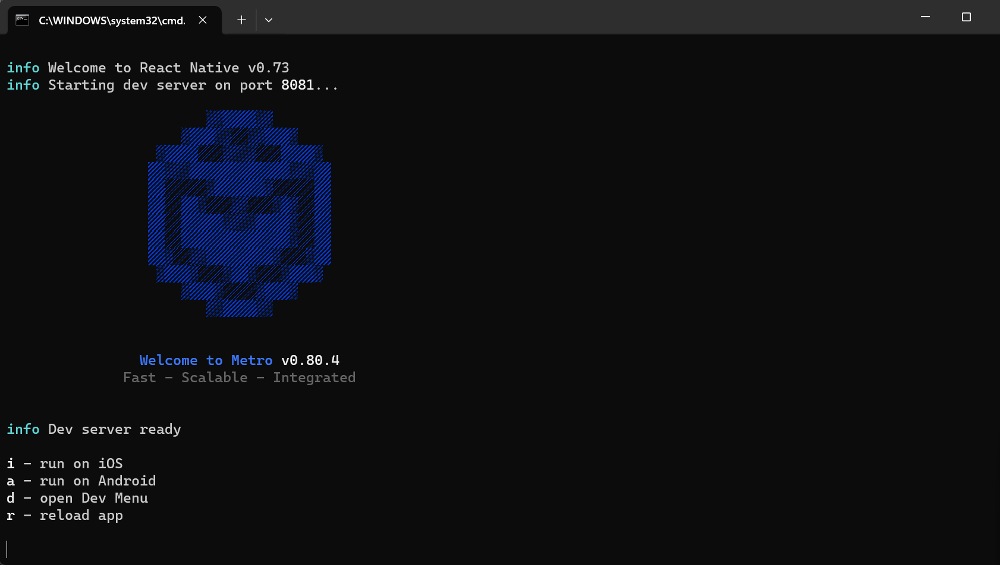 C:\WINDOWS\system32\cmd.
info Welcome to React Native v0.73
info Starting dev server on port 8081...
Welcome to Metro v0.80.4
Fast - Scalable - Integrated
info Dev server ready
i - run on iOS
a - run on Android
d - open Dev Menu
r - reload app